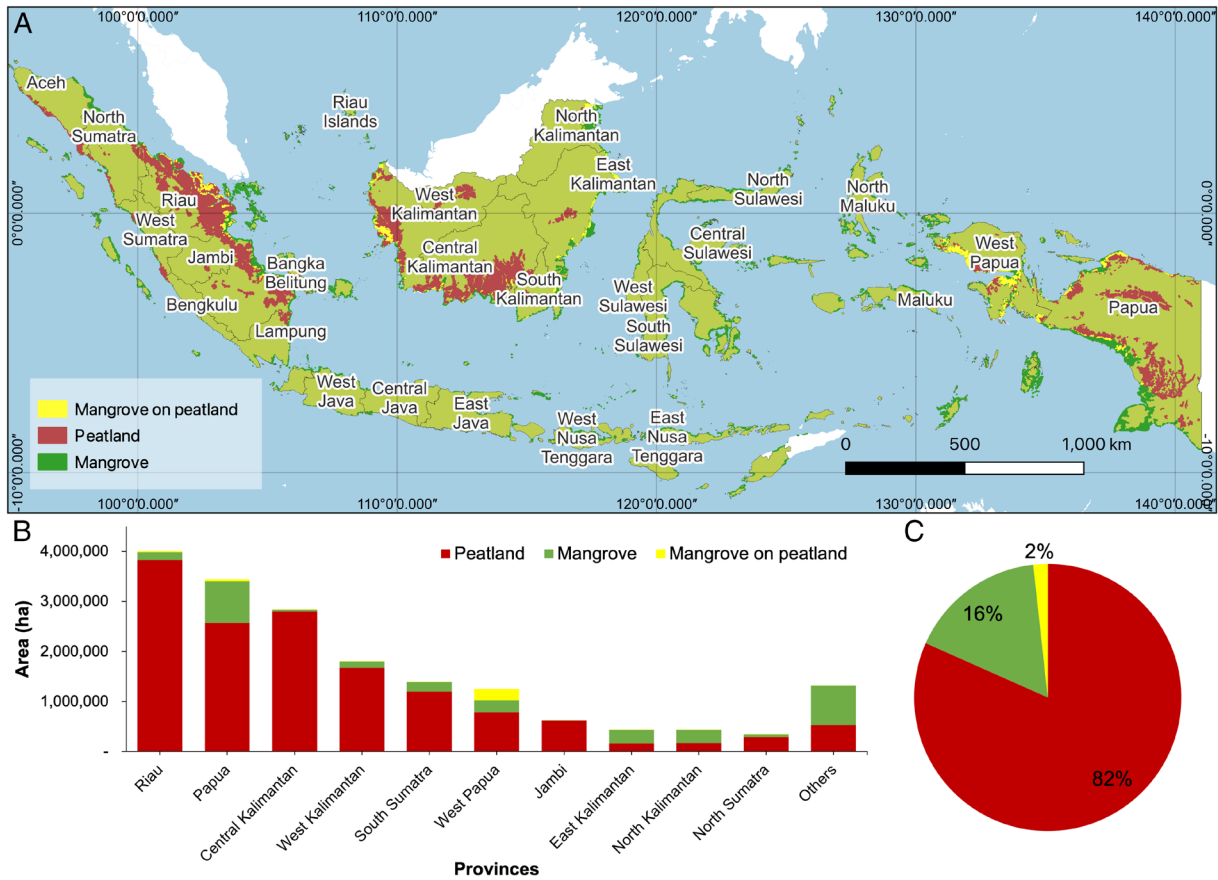 A
100°0'0.000"
110°0'0.000"
120°0'0.000"
130°0'0.000"
140°0'0.000"
Aceh
North
Sumatra
Riau
Islands
North
Kalimantan
East
Kalimantan
Riau
West
Sumatra
Jambi
Bengkulu
Bangka
Belitung
Lampung
West
Kalimantan
Central
Kalimantan
South
Kalimantan
North
Sulawesi
Central
Sulawesi
West
Sulawesi
South
Sulawesi
North
Maluku
Maluku
West
Papua
Papua
0°0'0.000"
0°0'0.000"
West
Java
Central
Java
East
Java
West
Nusa
Tenggara
East
Nusa
Tenggara
Mangrove on peatland
Peatland
Mangrove
0 500 1,000 km
-10°0'0.000"
-10°0'0.000"
100°0'0.000"
110°0'0.000"
120°0'0.000"
130°0'0.000"
140°0'0.000"
B
Peatland Mangrove Mangrove on peatland
Area (ha)
4,000,000
3,000,000
2,000,000
1,000,000
-
Riau
Papua
Central Kalimantan
West Kalimantan
South Sumatra
West Papua
Jambi
East Kalimantan
North Kalimantan
North Sumatra
Others
Provinces
C
2%
16%
82%